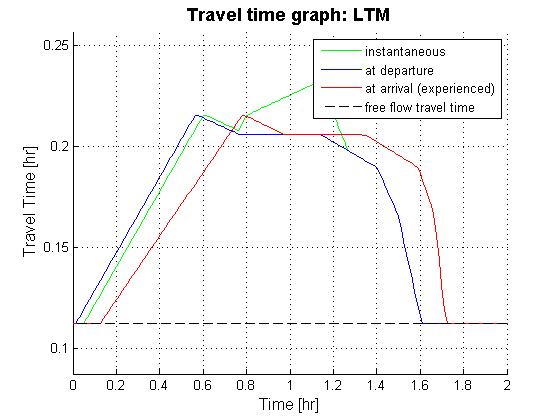 Travel time graph: LTM
0.25
0.2
0.15
0.1
Travel Time [hr]
instantaneous
at departure
at arrival (experienced)
free flow travel time
0 0.2 0.4 0.6 0.8 1 1.2 1.4 1.6 1.8 2
Time [hr]